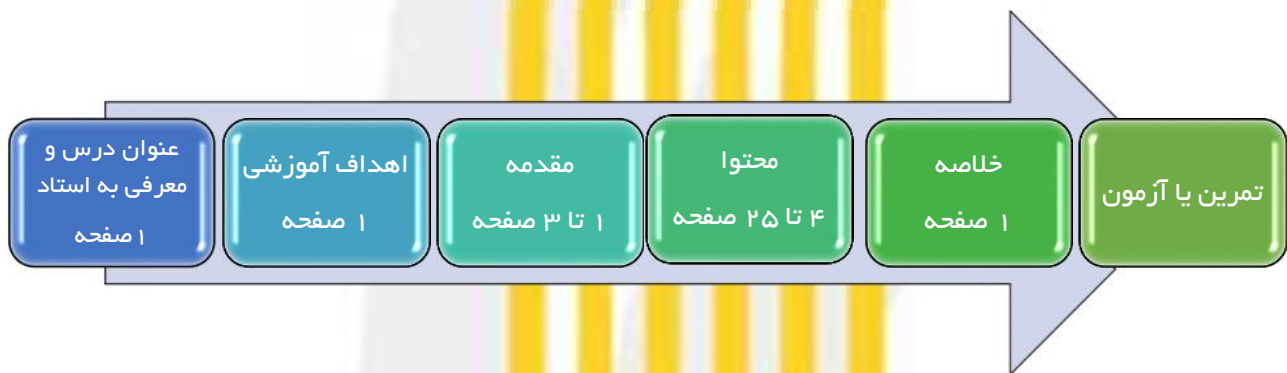 عنوان درس و
معرفی به استاد
۱ صفحه
اهداف آموزشی
۱ صفحه
مقدمه
۱ تا ۳ صفحه
محتوا
۴ تا ۲۵ صفحه
خلاصه
۱ صفحه
تمرین یا آزمون